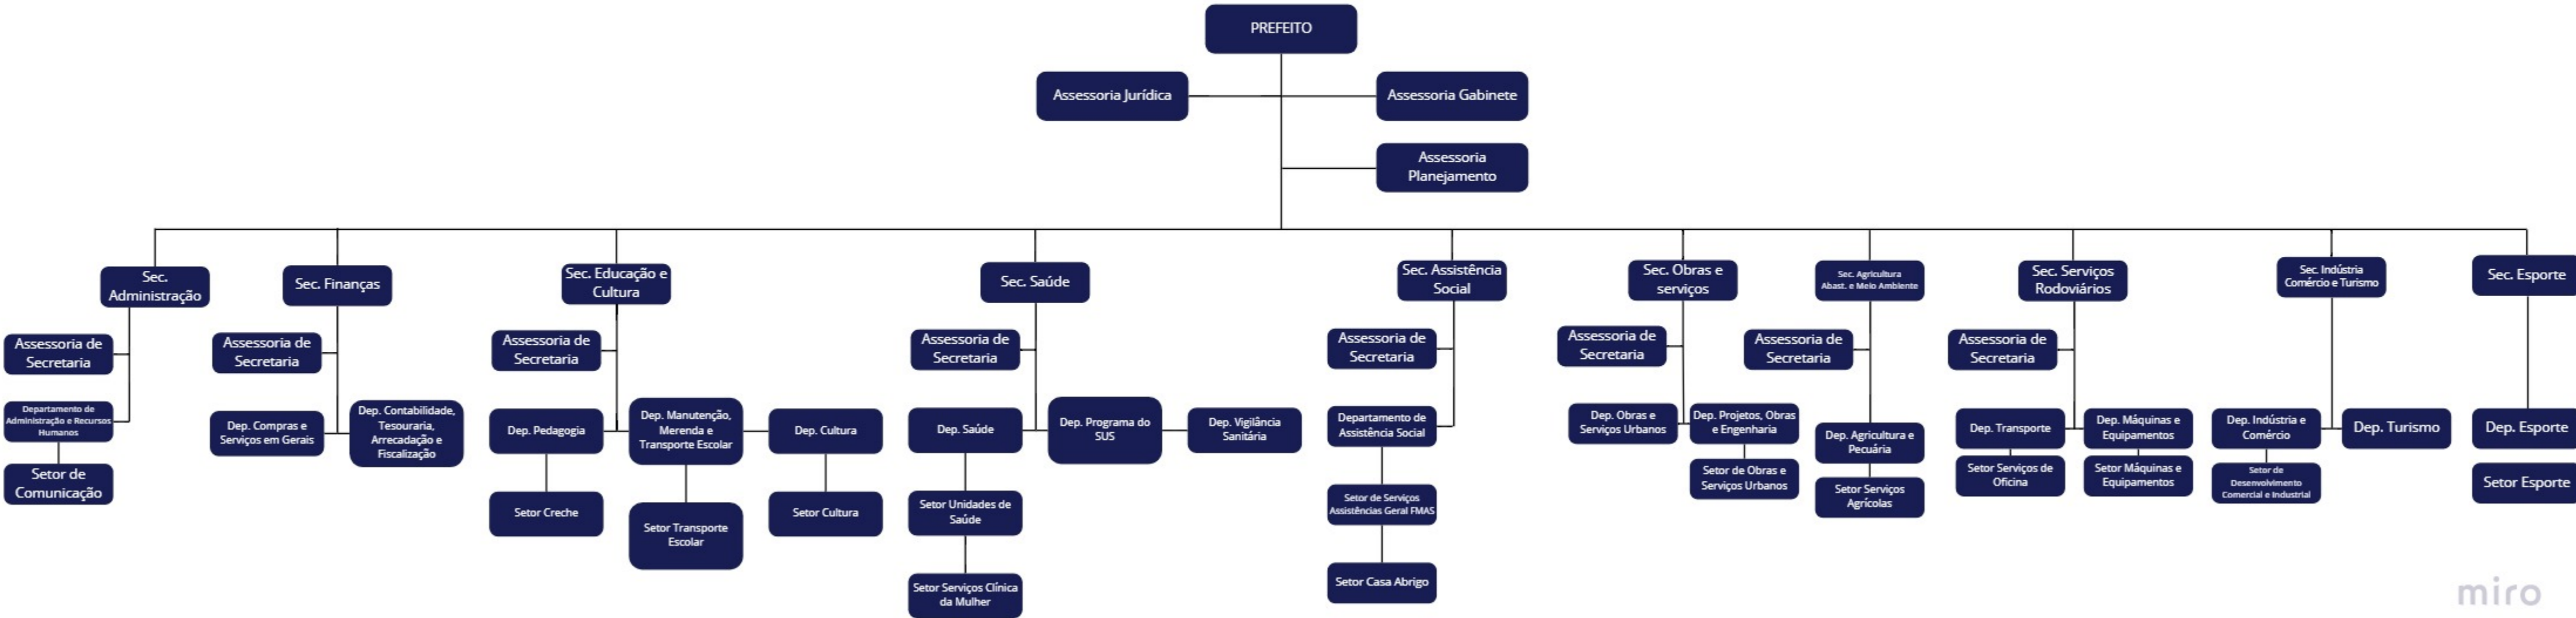 PREFEITO
Assessoria Jurídica
Assessoria Gabinete
Assessoria
Planejamento
Sec.
Administração
Assessoria de
Secretaria
Departamento de
Administração e Recursos
Humanos
Setor de
Comunicação
Sec. Finanças
Assessoria de
Secretaria
Dep. Compras e
Serviços em Gerais
Dep. Contabilidade,
Tesouraria,
Arrecadação e
Fiscalização
Sec. Educação e
Cultura
Assessoria de
Secretaria
Dep. Pedagogia
Dep. Manutenção,
Merenda e
Transporte Escolar
Dep. Cultura
Setor Creche
Setor Transporte
Escolar
Setor Cultura
Sec. Saúde
Assessoria de
Secretaria
Dep. Saúde
Dep. Programa do
SUS
Dep. Vigilância
Sanitária
Setor Unidades de
Saúde
Setor Serviços Clínica
da Mulher
Sec. Assistência
Social
Assessoria de
Secretaria
Departamento de
Assistência Social
Setor de Serviços
Assistências Geral FMAS
Setor Casa Abrigo
Sec. Obras e
serviços
Assessoria de
Secretaria
Dep. Obras e
Serviços Urbanos
Dep. Projetos, Obras
e Engenharia
Setor de Obras e
Serviços Urbanos
Sec. Agricultura
Abast. e Meio Ambiente
Assessoria de
Secretaria
Dep. Agricultura e
Pecuária
Setor Serviços
Agrícolas
Sec. Serviços
Rodoviários
Assessoria de
Secretaria
Dep. Transporte
Dep. Máquinas e
Equipamentos
Setor Serviços de
Oficina
Setor Máquinas e
Equipamentos
Sec. Indústria
Comércio e Turismo
Dep. Indústria e
Comércio
Dep. Turismo
Setor de
Desenvolvimento
Comercial e Industrial
Sec. Esporte
Dep. Esporte
Setor Esporte
miro